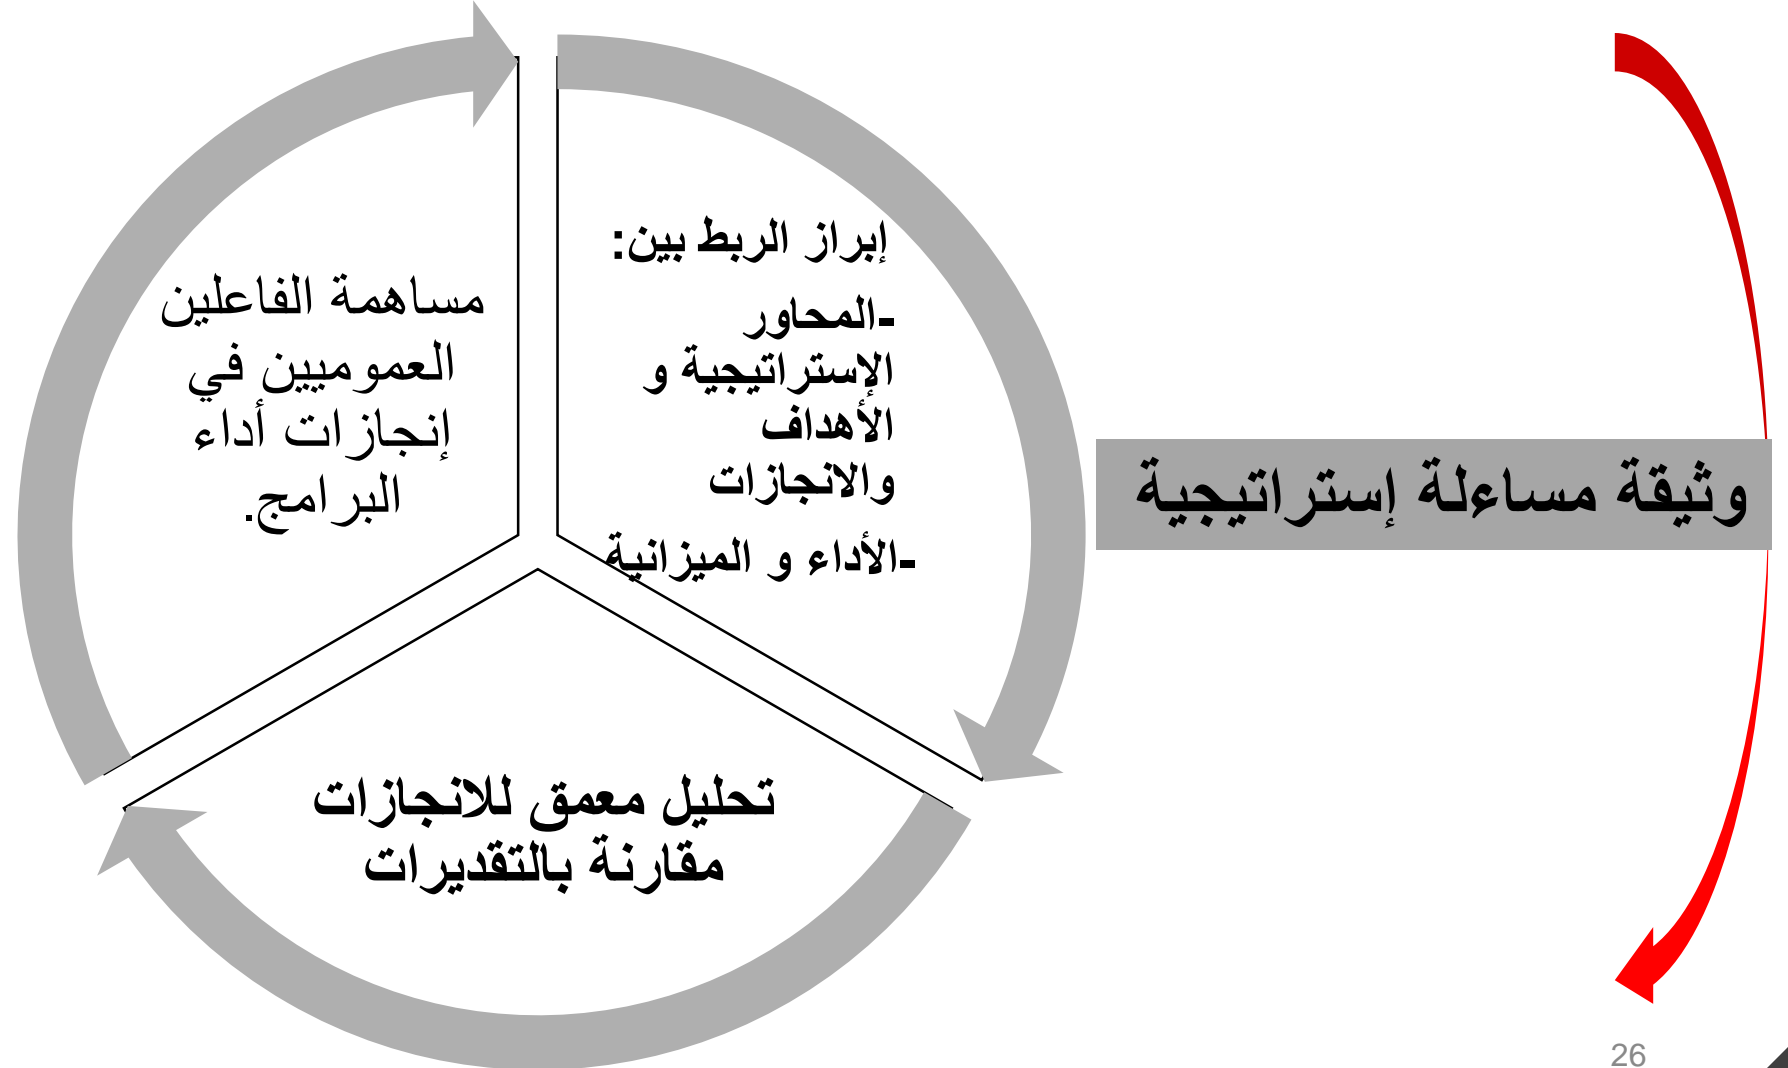 وثيقة مساءلة إستراتيجية
إبراز الربط بين:
-المحاور
الإستراتيجية و
الأهداف
والانجازات
-الأداء و الميزانية
تحليل معمق للانجازات
مقارنة بالتقديرات
مساهمة الفاعلين
العموميين في
إنجازات أداء
البرامج.
26